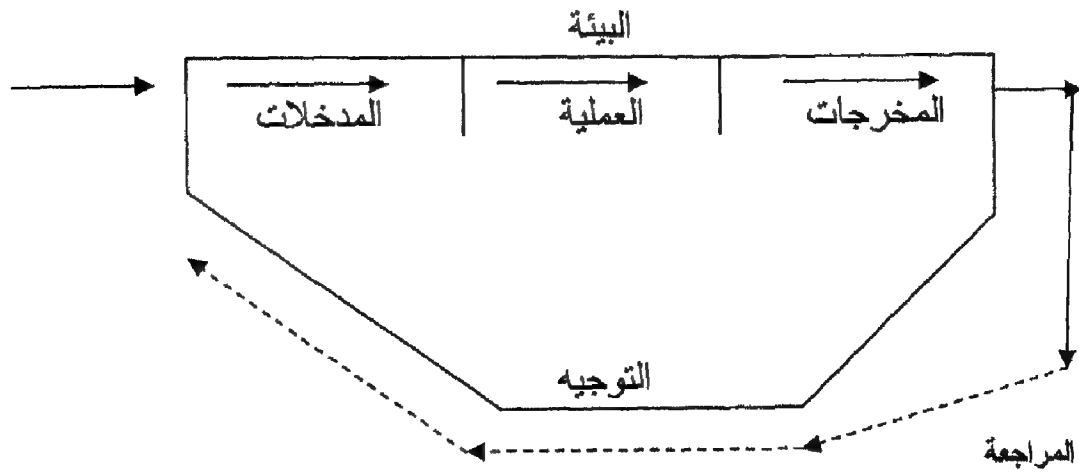 البيئة
المدخلات
العملية
المخرجات
التوجيه
المراجعة